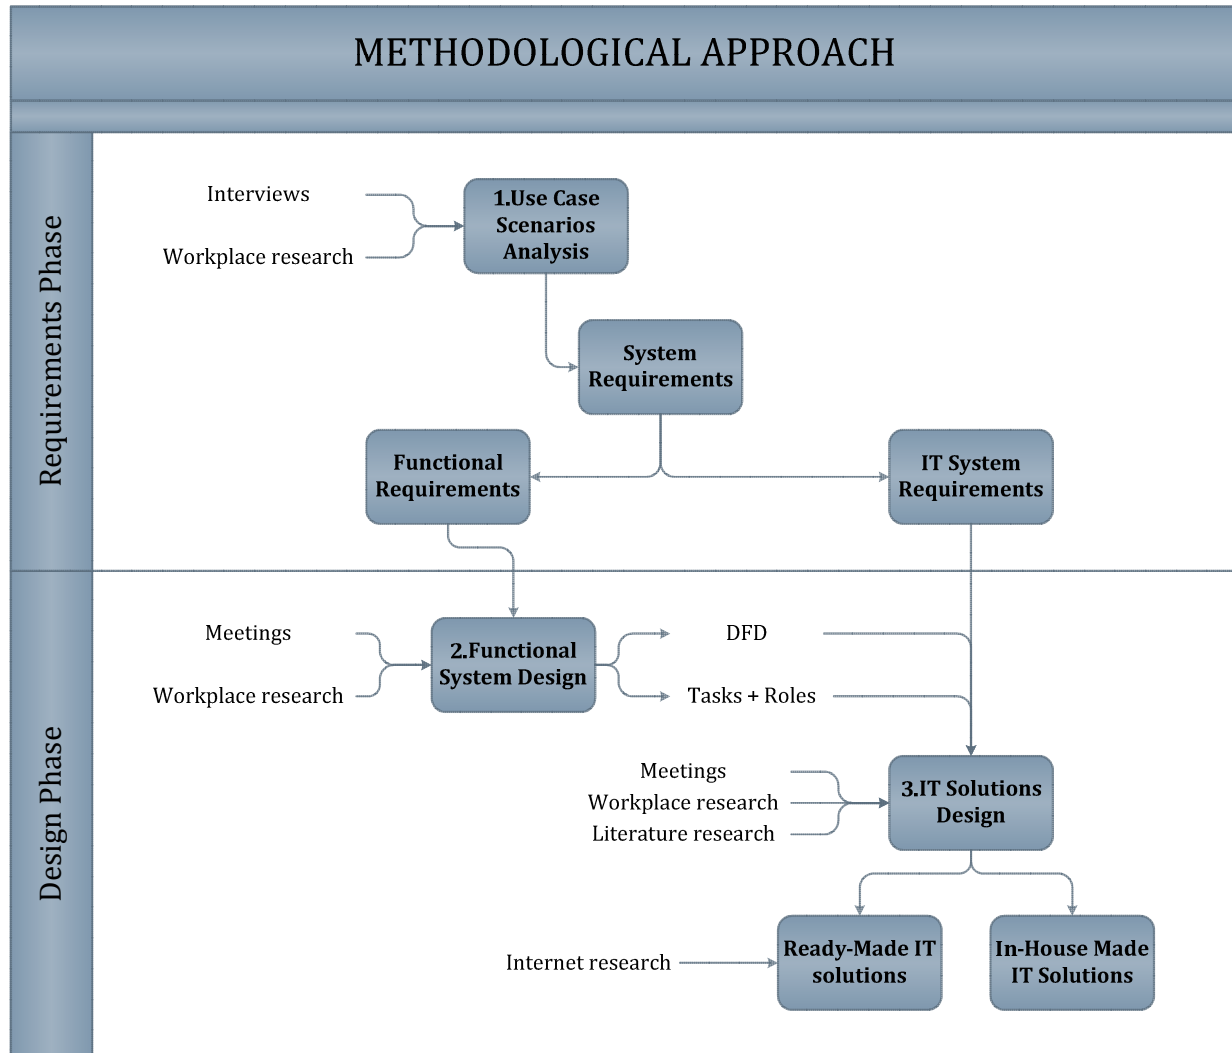 METHODOLOGICAL APPROACH
Requirements Phase
Interviews
Workplace research
1.Use Case
Scenarios
Analysis
System
Requirements
Functional
Requirements
IT System
Requirements
Design Phase
Meetings
Workplace research
2.Functional
System Design
DFD
Tasks + Roles
Meetings
Workplace research
Literature research
3.IT Solutions
Design
Internet research
Ready-Made IT
solutions
In-House Made
IT Solutions